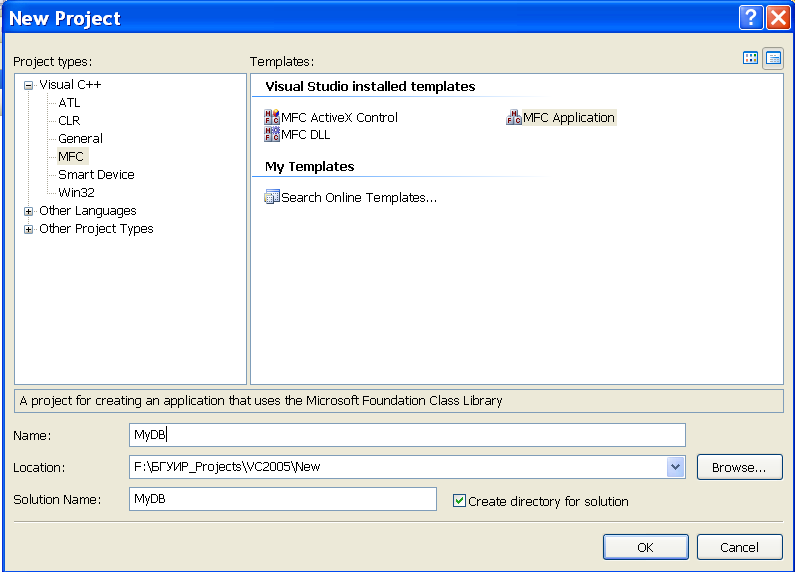 New Project
Project types:
Templates:
Visual C++
ATL
CLR
General
MFC
Smart Device
Win32
Other Languages
Other Project Types
Visual Studio installed templates
MFC ActiveX Control
MFC Application
MFC DLL
My Templates
Search Online Templates...
A project for creating an application that uses the Microsoft Foundation Class Library
Name:
MyDB
Location:
F:\БГУИР_Projects\VC2005\New
Browse...
Solution Name:
MyDB
Create directory for solution
OK
Cancel